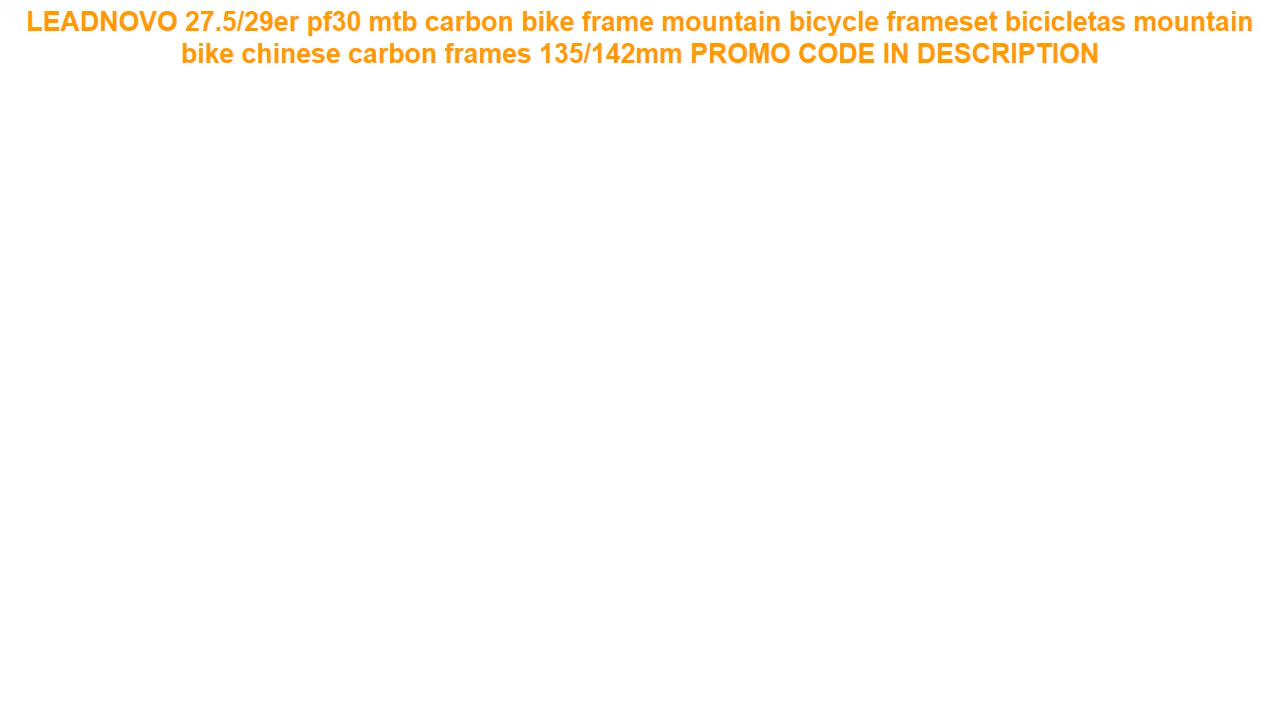 LEADNOVO 27.5/29er pf30 mtb carbon bike frame mountain bicycle frameset bicicletas mountain
bike chinese carbon frames 135/142mm PROMO CODE IN DESCRIPTION